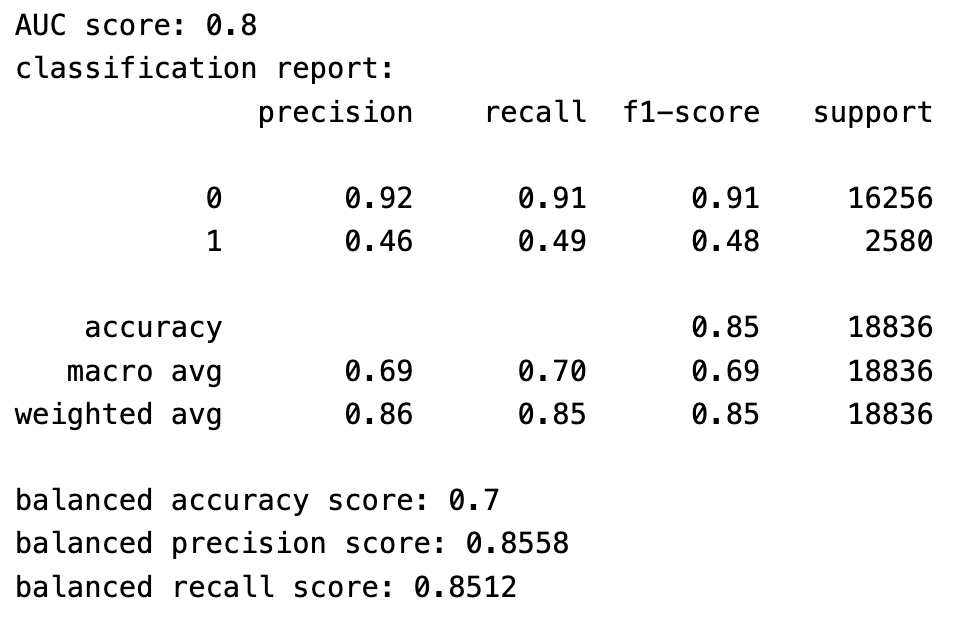 AUC score: 0.8
classification report:
precision recall f1-score support
0 0.92 0.91 0.91 16256
1 0.46 0.49 0.48 2580
accuracy 0.85 18836
macro avg 0.69 0.70 0.69 18836
weighted avg 0.86 0.85 0.85 18836
balanced accuracy score: 0.7
balanced precision score: 0.8558
balanced recall score: 0.8512